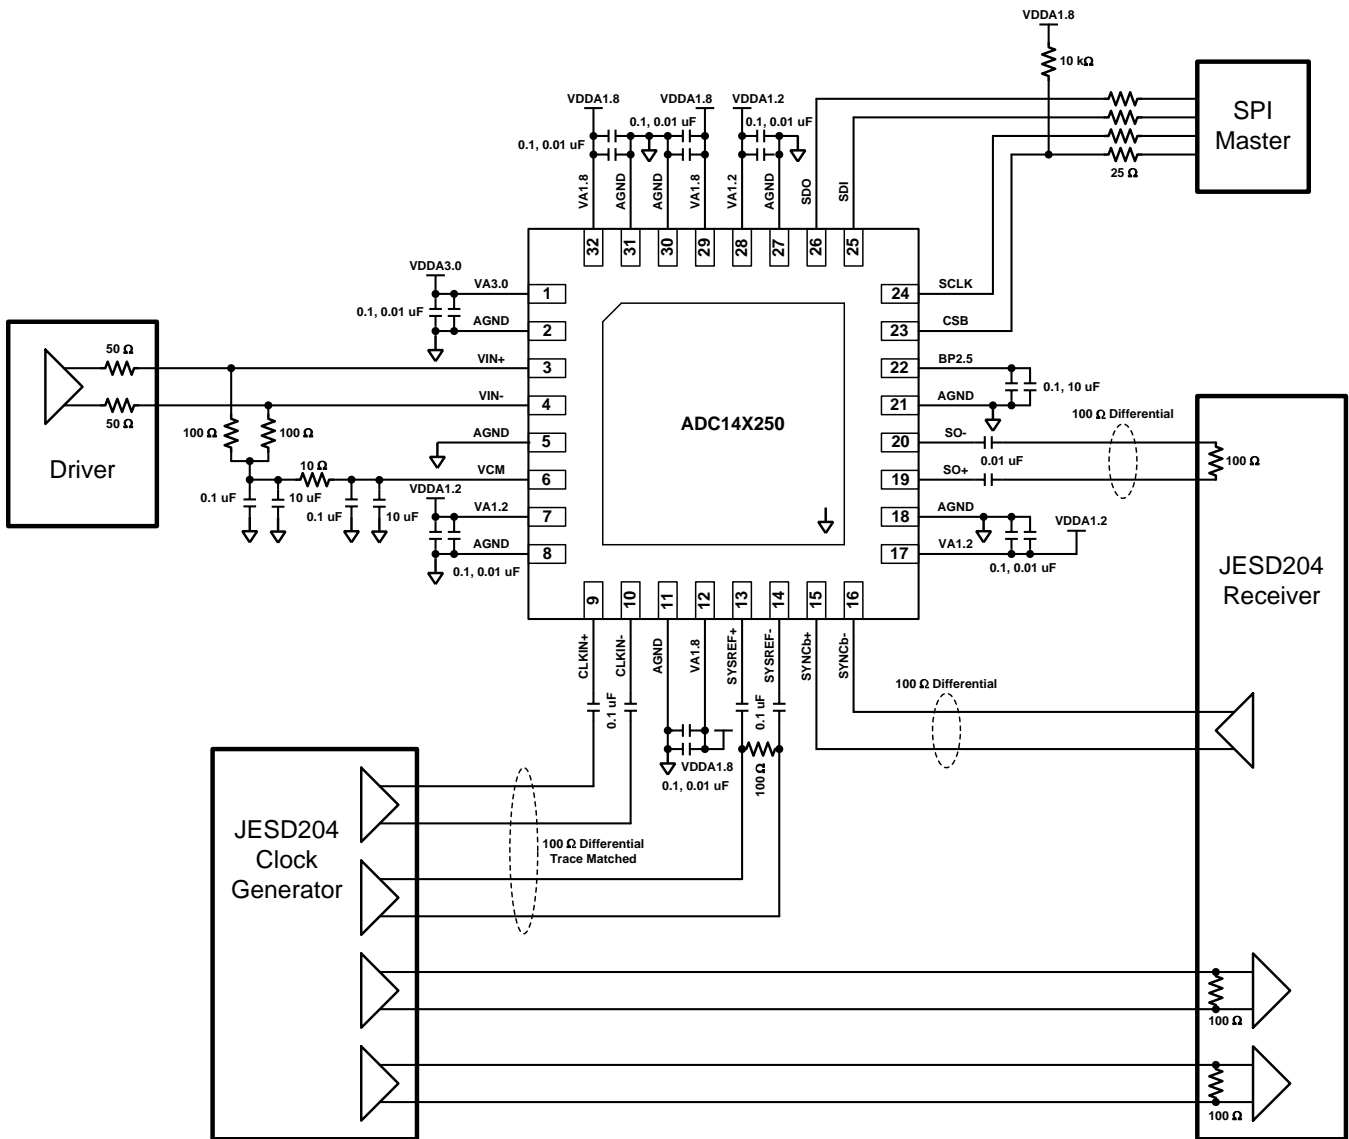 VDDA1.8
10 kΩ
SPI
Master
25 Ω
VDDA1.8
VDDA1.8
VDDA1.2
0.1, 0.01 uF
0.1, 0.01 uF
0.1, 0.01 uF
VA1.8
AGND
AGND
VA1.8
VA1.2
AGND
SDO
SDI
32
31
30
29
28
27
26
25
VDDA3.0
VA3.0
1
0.1, 0.01 uF
AGND
2
VIN+
3
VIN-
4
AGND
5
VCM
6
VA1.2
7
AGND
8
VDDA1.2
0.1, 0.01 uF
50 Ω
50 Ω
Driver
100 Ω
100 Ω
10 Ω
0.1 uF
10 uF
0.1 uF
10 uF
ADC14X250
24
SCLK
23
CSB
22
BP2.5
0.1, 10 uF
21
AGND
20
SO-
0.01 uF
19
SO+
18
AGND
17
VA1.2
0.1, 0.01 uF
VDDA1.2
100 Ω Differential
100 Ω
JESD204
Receiver
9
10
11
12
13
14
15
16
CLKIN+
CLKIN-
AGND
VA1.8
SYSREF+
SYSREF-
SYNCb+
SYNCb-
0.1 uF
0.1 uF
VDDA1.8
0.1, 0.01 uF
100 Ω
100 Ω Differential
JESD204
Clock
Generator
100 Ω Differential
Trace Matched
100 Ω
100 Ω